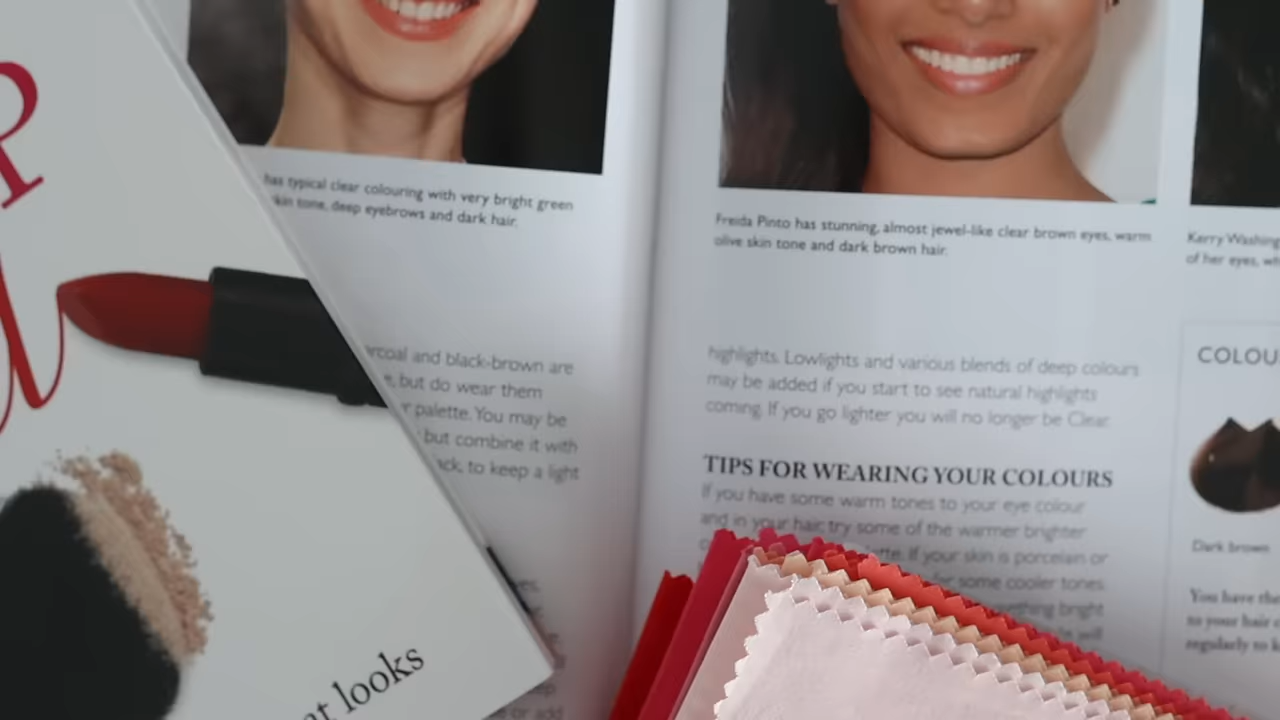 has typical clear colouring with very bright green
skin tone, deep eyebrows and dark hair.
and black-brown are
but do wear them
palette. You may be
but combine it with
to keep a light
at looks
Freida Pinto has stunning, almost jewel-like clear brown eyes, warm
olive skin tone and dark brown hair.
highlights. Lowlights and various blends of deep colours
may be added if you start to see natural highlights
coming. If you go lighter you will no longer be Clear.
TIPS FOR WEARING YOUR COLOURS
If you have some warm tones to your eye colour
and in your hair, try some of the warmer brighter
If your skin is porcelain or
some cooler tones
bright
will
Kerry Washing
of her eyes, wh
COLOU
Dark brown
You have the
to your hair
regularly to k